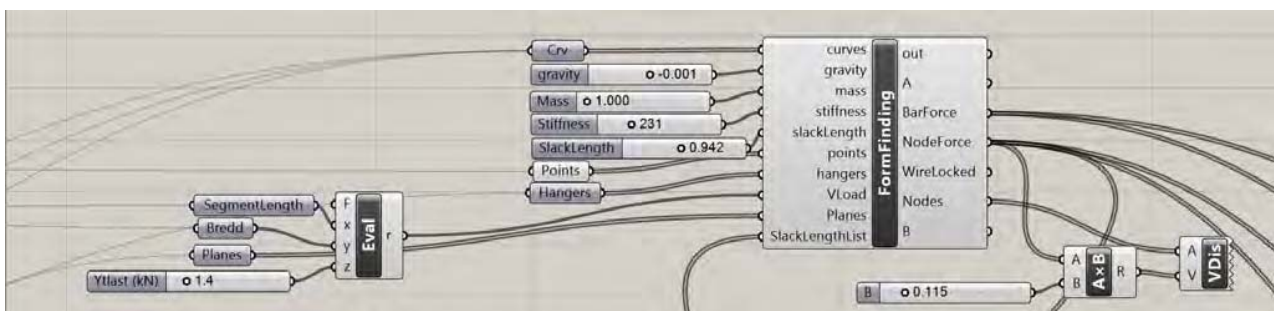 Crv
gravity -0.001
Mass 1.000
Stiffness 231
SlackLength 0.942
Points
Hangers
curves
gravity
mass
stiffness
slackLength
points
hangers
VLoad
Planes
SlackLengthList
FormFinding
out
A
BarForce
NodeForce
WireLocked
Nodes
B
SegmentLength
Bredd
Planes
Ytlast (kN) 1.4
F
x
y
z
Eval
r
B 0.115
A
B
A×B
R
A
V
VDis